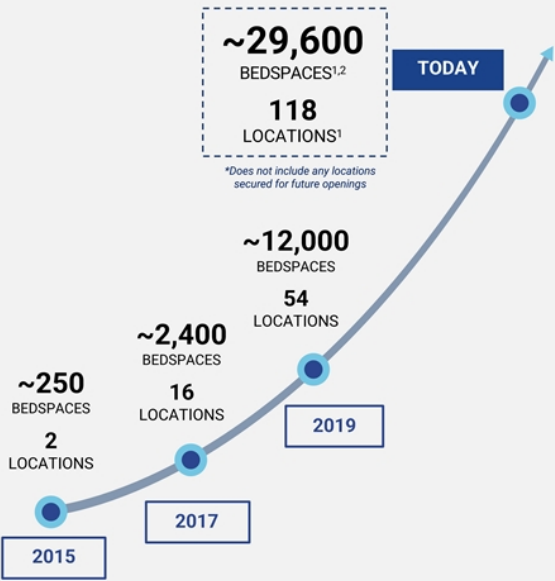 ~29,600
BEDSPACES1,2
118
LOCATIONS1
TODAY
*Does not include any locations
secured for future openings
~12,000
BEDSPACES
54
LOCATIONS
2019
~2,400
BEDSPACES
16
LOCATIONS
2017
~250
BEDSPACES
2
LOCATIONS
2015